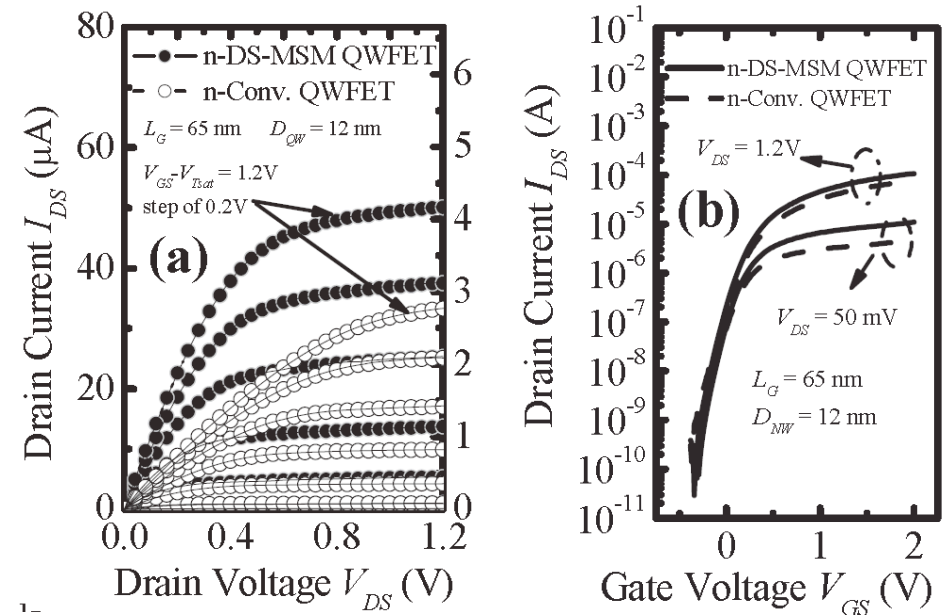 80
60
40
20
0
6
5
4
3
2
1
0
n-DS-MSM QWFET
n-Conv. QWFET
L_G = 65 nm D_QW = 12 nm
V_GS-V_Tsat = 1.2V
step of 0.2V
(a)
Drain Current I_DS (μA)
0.0 0.4 0.8 1.2
Drain Voltage V_DS (V)
10^-1
10^-2
10^-3
10^-4
10^-5
10^-6
10^-7
10^-8
10^-9
10^-10
10^-11
n-DS-MSM QWFET
n-Conv. QWFET
V_DS = 1.2V
(b)
V_DS = 50 mV
L_G = 65 nm
D_NW = 12 nm
Drain Current I_DS (A)
0 1 2
Gate Voltage V_GS (V)